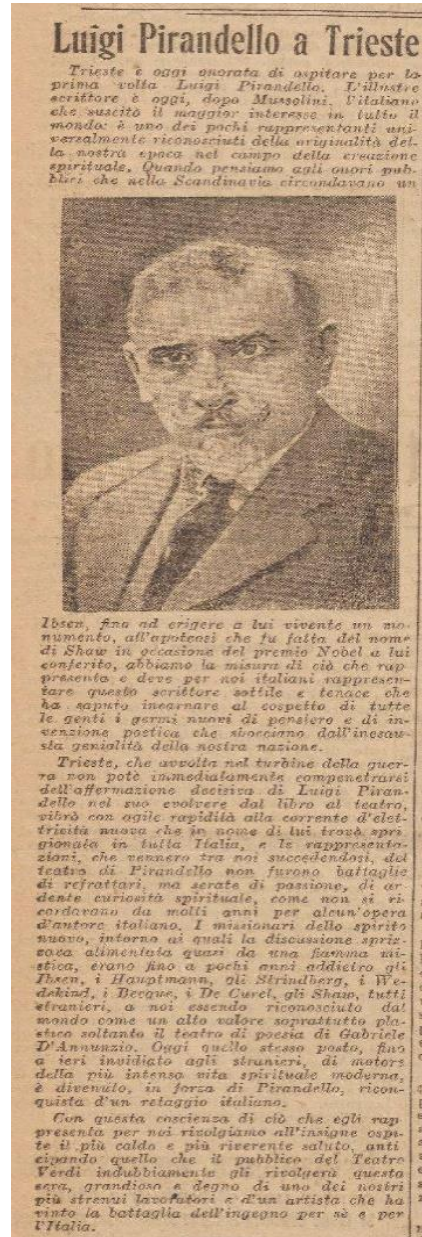 Luigi Pirandello a Trieste
Trieste è oggi onorata di ospitare per la
prima volta Luigi Pirandello. L'illustre
scrittore è oggi, dopo Mussolini, l'italiano
che suscitò il maggior interesse in tutto il
mondo: è uno dei pochi rappresentanti uni-
versalmente riconosciuti della originalità del-
la nostra epoca nel campo della creazione
spirituale. Quando pensiamo agli onori pub-
blici che nella Scandinavia circondavano un
Ibsen, fino ad erigere a lui vivente un mo-
numento, all'apoteosi che fu fatta del nome
di Shaw in occasione del premio Nobel a lui
conferito, abbiamo la misura di ciò che rap
presenta e deve per noi italiani rappresen-
tare questo scrittore sottile e tenace che
ha saputo incarnare al cospetto di tutte
le genti i germi nuovi di pensiero e di in-
venzione poetica che sbocciano dall'inesau-
sta genialità della nostra nazione.
Trieste, che avvolta nel turbine della guer-
ra non potè immediatamente compenetrarsi
dell'affermazione decisiva di Luigi Piran-
dello nel suo evolvere dal libro al teatro,
vibrò con agile rapidità alla corrente d'elet-
tricità nuova che in nome di lui trovò spri
gionata in tutta Italia, e le rappresenta-
zioni, che vennero tra noi succedendosi, del
teatro di Pirandello non furono battaglie
di refrattari, ma serate di passione, di ar-
dente curiosità spirituale, come non si ri-
cordavano da molti anni per alcun'opera
d'autore italiano. I missionari dello spirito
nuovo, intorno ai quali la discussione spriz-
zava alimentata quasi da una fiamma mi-
stica, erano fino a pochi anni addietro gli
Ibsen, i Hauptmann, gli Strindberg, i We-
dekind, i Becque, i De Curel, gli Shaw, tutti
stranieri, a noi essendo riconosciuto dal
mondo come un alto valore soprattutto pla-
stico soltanto il teatro di poesia di Gabriele
D'Annunzio. Oggi quello stesso posto, fino
a ieri invidiato agli stranieri, di motore
della più intensa vita spirituale moderna,
è divenuto, in forza di Pirandello, ricon-
quista d'un retaggio italiano.
Con questa coscienza di ciò che egli rap
presenta per noi rivolgiamo all'insigne ospi-
te il più caldo e più riverente saluto, anti
cipando quello che il pubblico del Teatro
Verdi indubbiamente gli rivolgerà questa
sera, grandioso e degno di uno dei nostri
più strenui lavoratori e d'un artista che ha
vinto la battaglia dell'ingegno per sè e per
l'Italia.